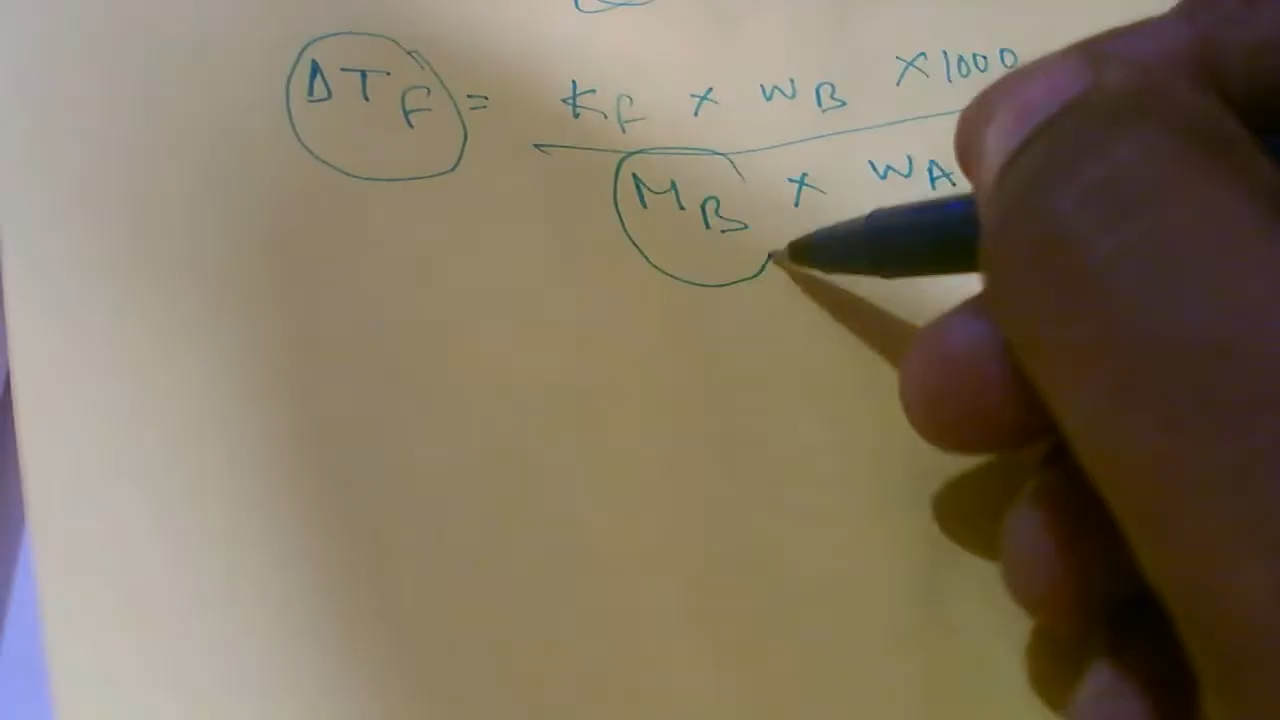 ΔTF = KF × WB × 1000
MB × WA